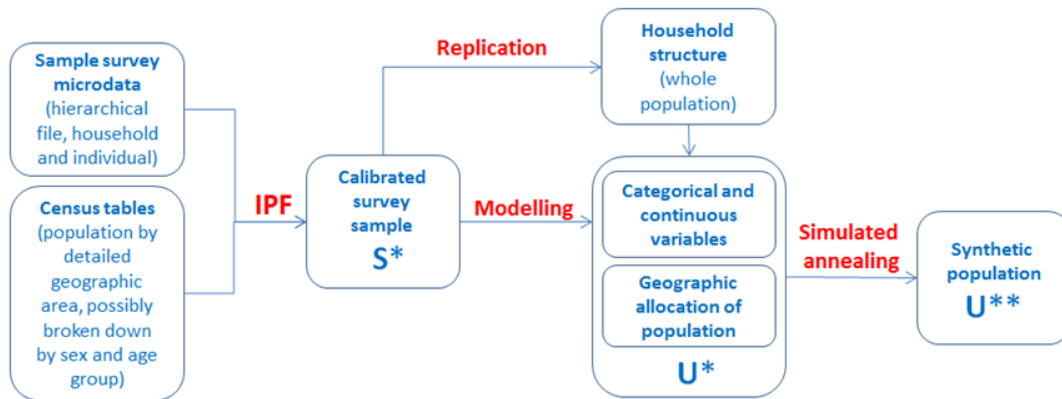 Sample survey
microdata
(hierarchical
file, household
and individual)
Census tables
(population by
detailed
geographic
area, possibly
broken down
by sex and age
group)
IPF
Calibrated
survey
sample
S*
Replication
Modelling
Household
structure
(whole
population)
Categorical and
continuous
variables
Geographic
allocation of
population
U*
Simulated
annealing
Synthetic
population
U**